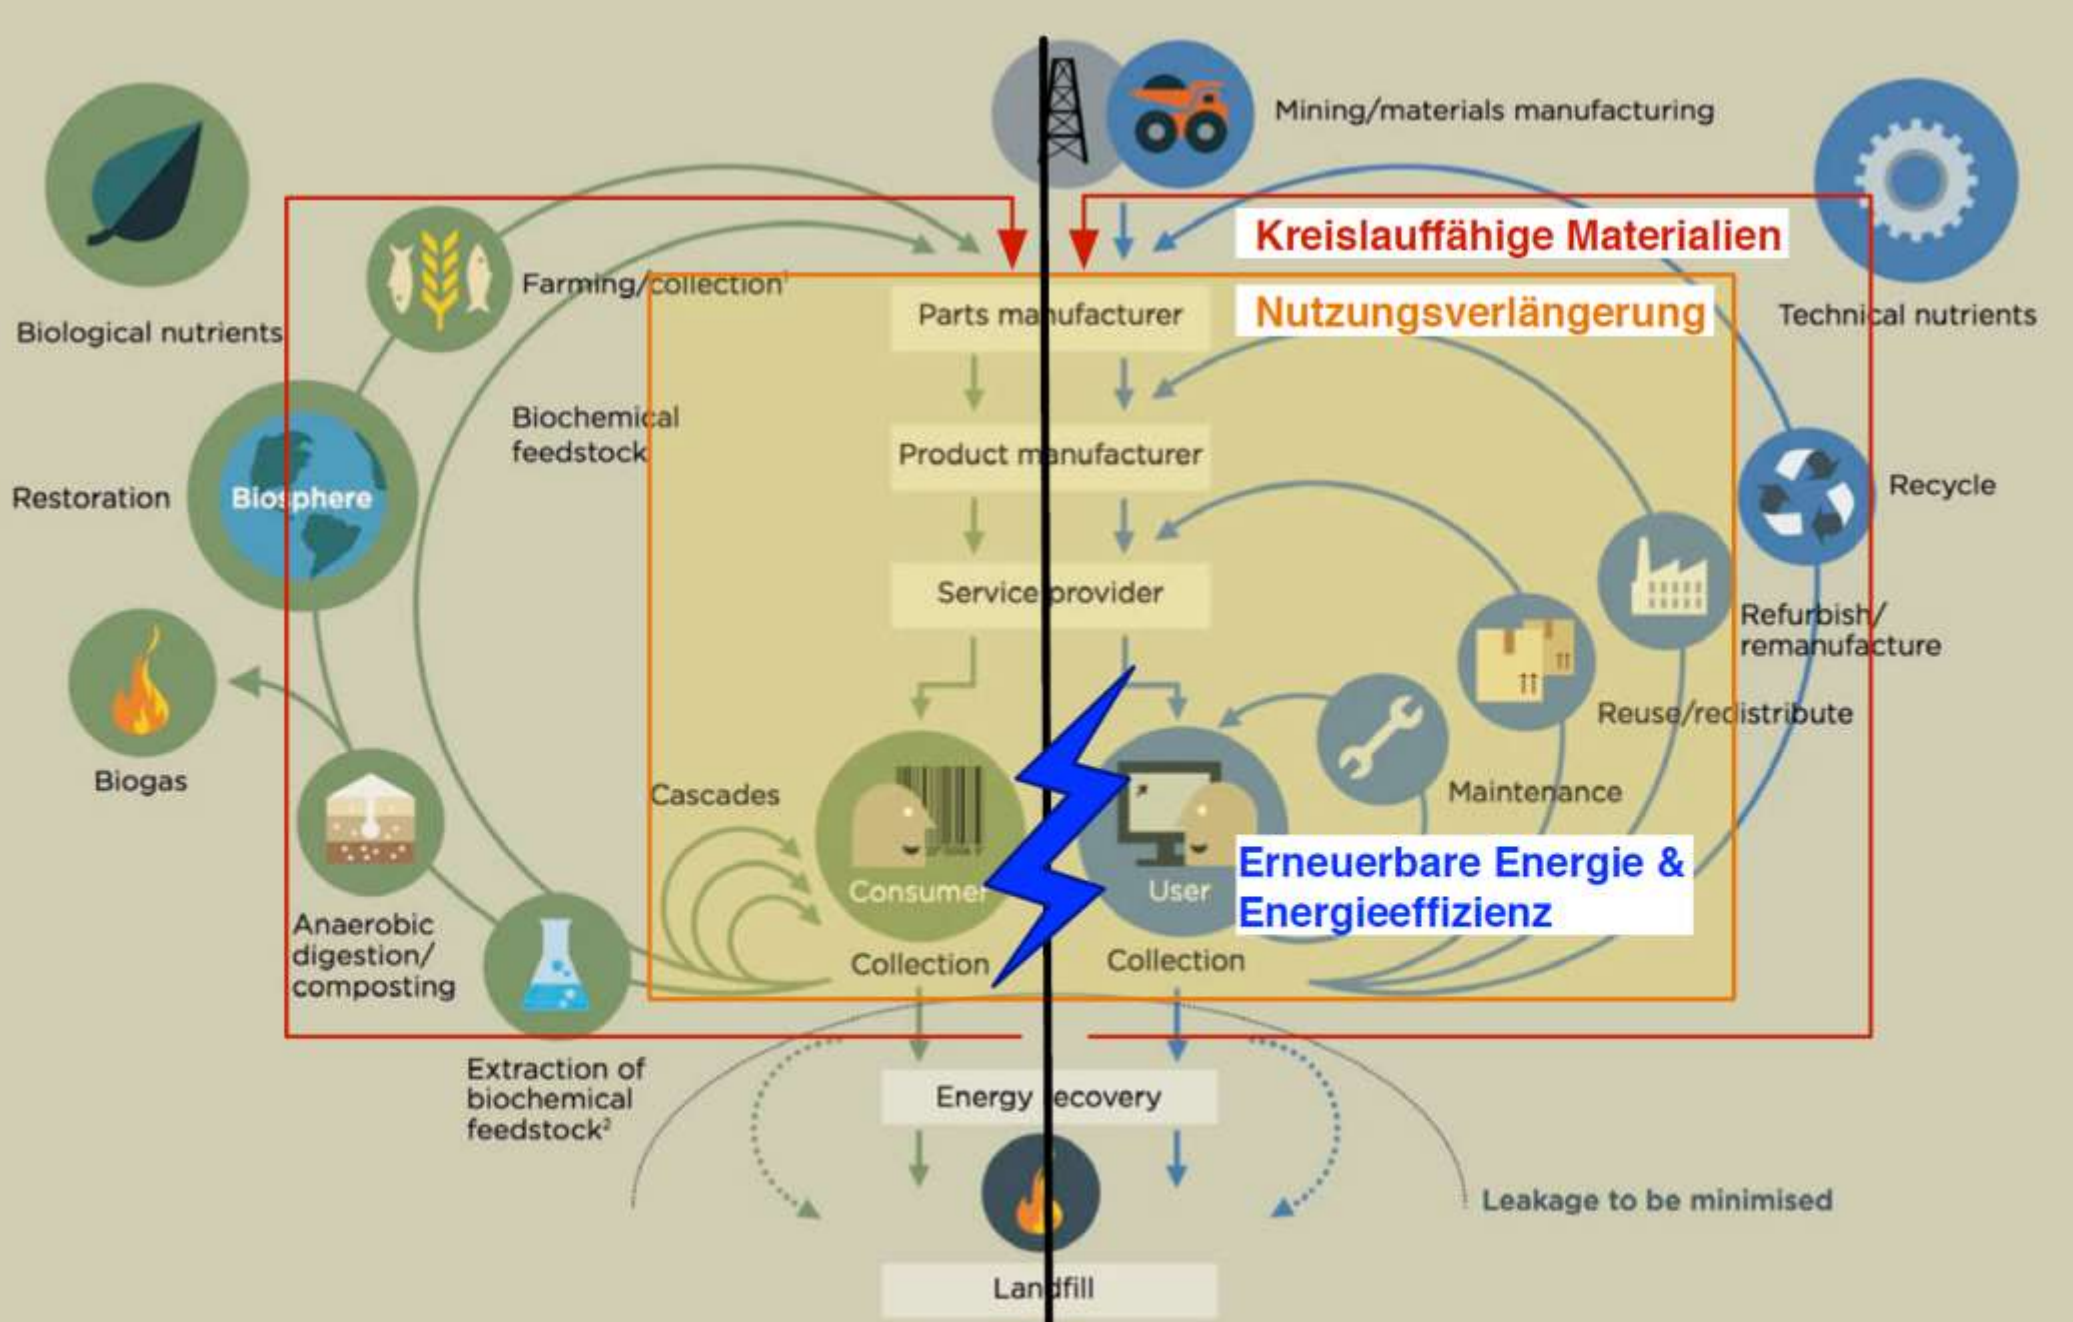 Mining/materials manufacturing
Kreislauffähige Materialien
Farming/collection¹
Biological nutrients
Parts manufacturer
Nutzungsverlängerung
Technical nutrients
Biochemical
feedstock
Product manufacturer
Restoration
Biosphere
Recycle
Service provider
Refurbish/
remanufacture
Reuse/redistribute
Biogas
Cascades
Maintenance
Consumer
User
Erneuerbare Energie &
Energieeffizienz
Anaerobic
digestion/
composting
Collection
Collection
Extraction of
biochemical
feedstock²
Energy recovery
Leakage to be minimised
Landfill